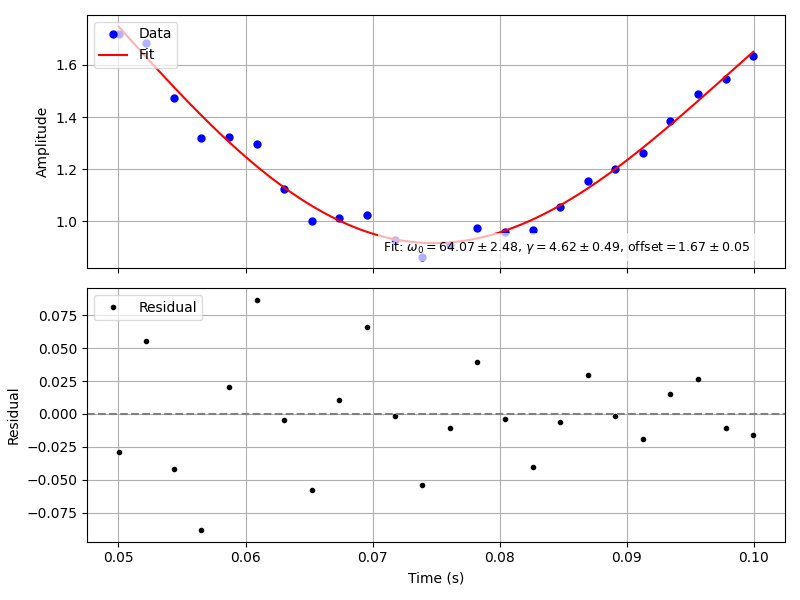 Data
Fit
1.6
1.4
1.2
1.0
Amplitude
Fit: ω₀ = 64.07 ± 2.48, γ = 4.62 ± 0.49, offset = 1.67 ± 0.05
Residual
0.075
0.050
0.025
0.000
−0.025
−0.050
−0.075
Residual
0.05 0.06 0.07 0.08 0.09 0.10
Time (s)